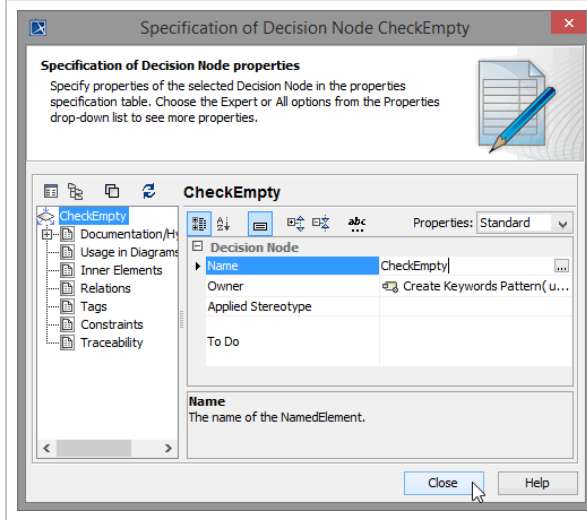 Specification of Decision Node CheckEmpty
Specification of Decision Node properties
Specify properties of the selected Decision Node in the properties
specification table. Choose the Expert or All options from the Properties
drop-down list to see more properties.
CheckEmpty
Properties: Standard
CheckEmpty
Documentation/Hy
Usage in Diagrams
Inner Elements
Relations
Tags
Constraints
Traceability
Decision Node
Name CheckEmpty ...
Owner Create Keywords Pattern( u...
Applied Stereotype
To Do
Name
The name of the NamedElement.
Close Help